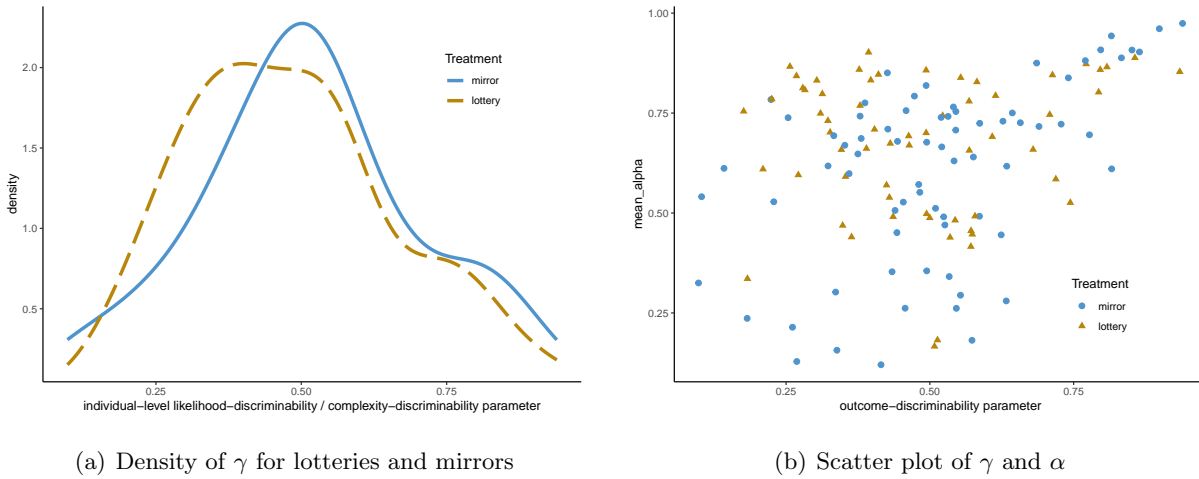 2.0
1.5
1.0
0.5
density
0.25
0.50
0.75
individual−level likelihood−discriminability / complexity−discriminability parameter
Treatment
mirror
lottery
(a) Density of γ for lotteries and mirrors
1.00
0.75
0.50
0.25
mean_alpha
0.25
0.50
0.75
outcome−discriminability parameter
Treatment
mirror
lottery
(b) Scatter plot of γ and α